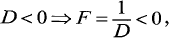 D < 0 ⇒ F = 1/D < 0,